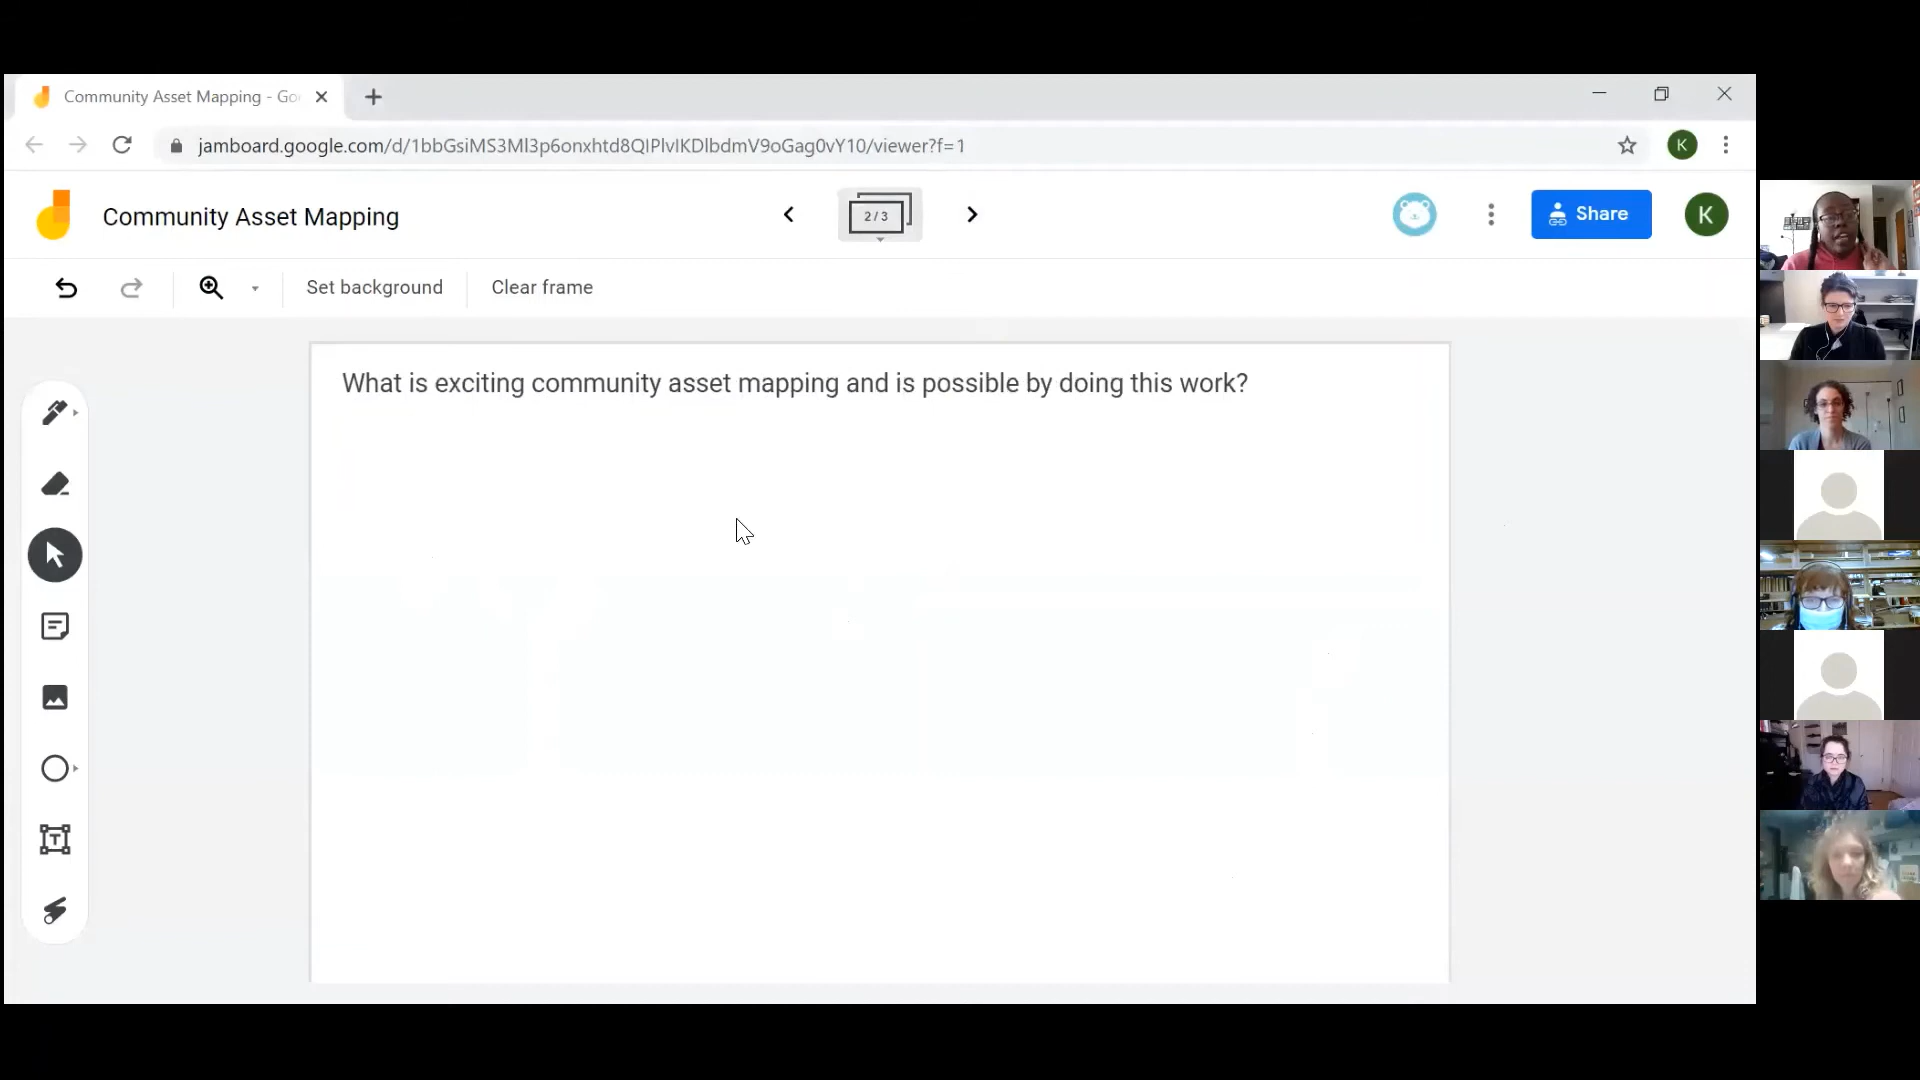 Community Asset Mapping - Go
jamboard.google.com/d/1bbGsiMS3Ml3p6onxhtd8QIPlvIKDlbdmV9oGag0vY10/viewer?f=1
K
Community Asset Mapping
2/3
Share
K
Set background
Clear frame
What is exciting community asset mapping and is possible by doing this work?
T